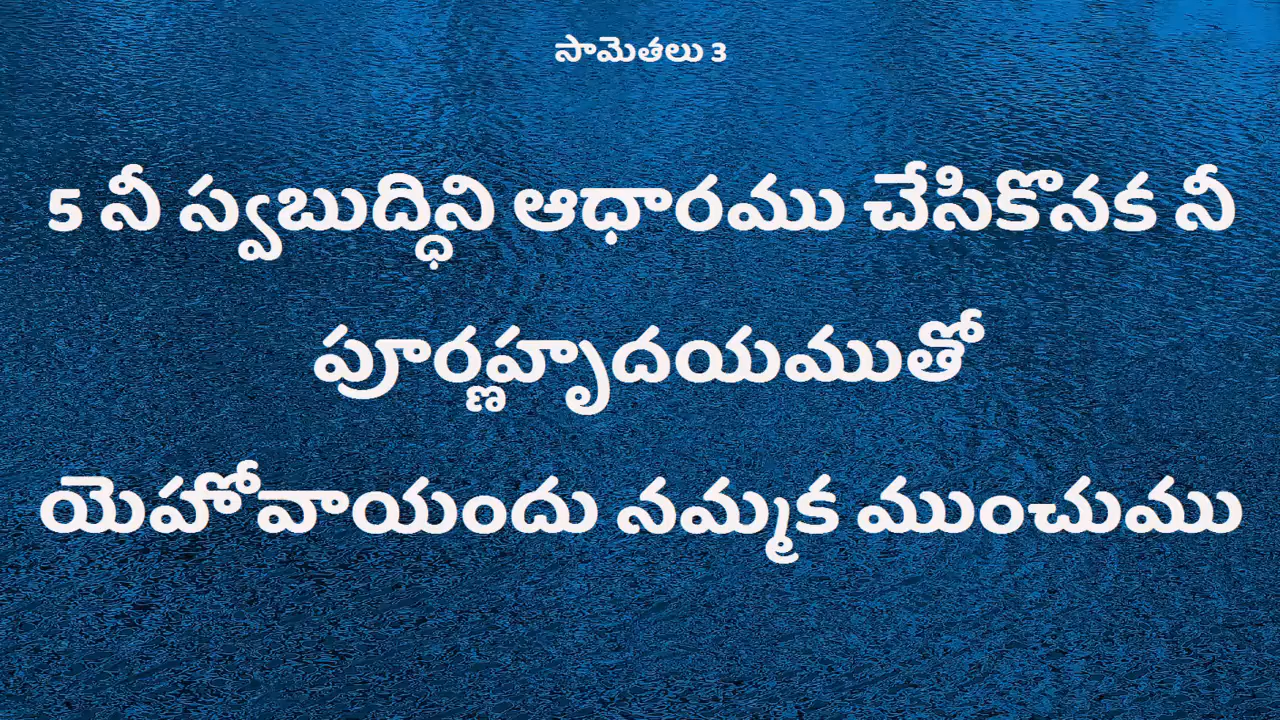 సామెతలు 3
5 నీ స్వబుద్ధిని ఆధారము చేసికొనక నీ
పూర్ణహృదయముతో
యెహోవాయందు నమ్మక ముంచుము